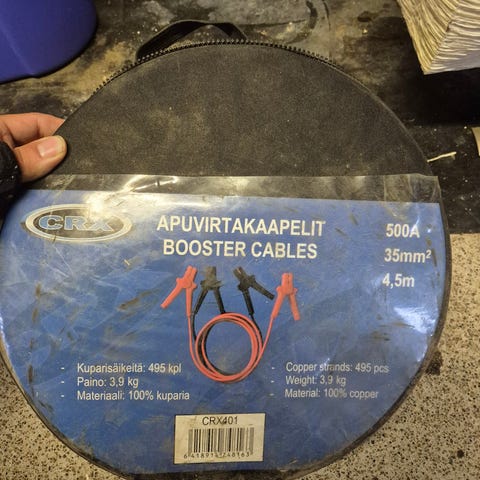 CRX
APUVIRTAKAAPELIT
BOOSTER CABLES
500A
35mm²
4,5m
- Kuparisäikeitä: 495 kpl
- Paino: 3,9 kg
- Materiaali: 100% kuparia
- Copper strands: 495 pcs
- Weight: 3,9 kg
- Material: 100% copper
CRX401